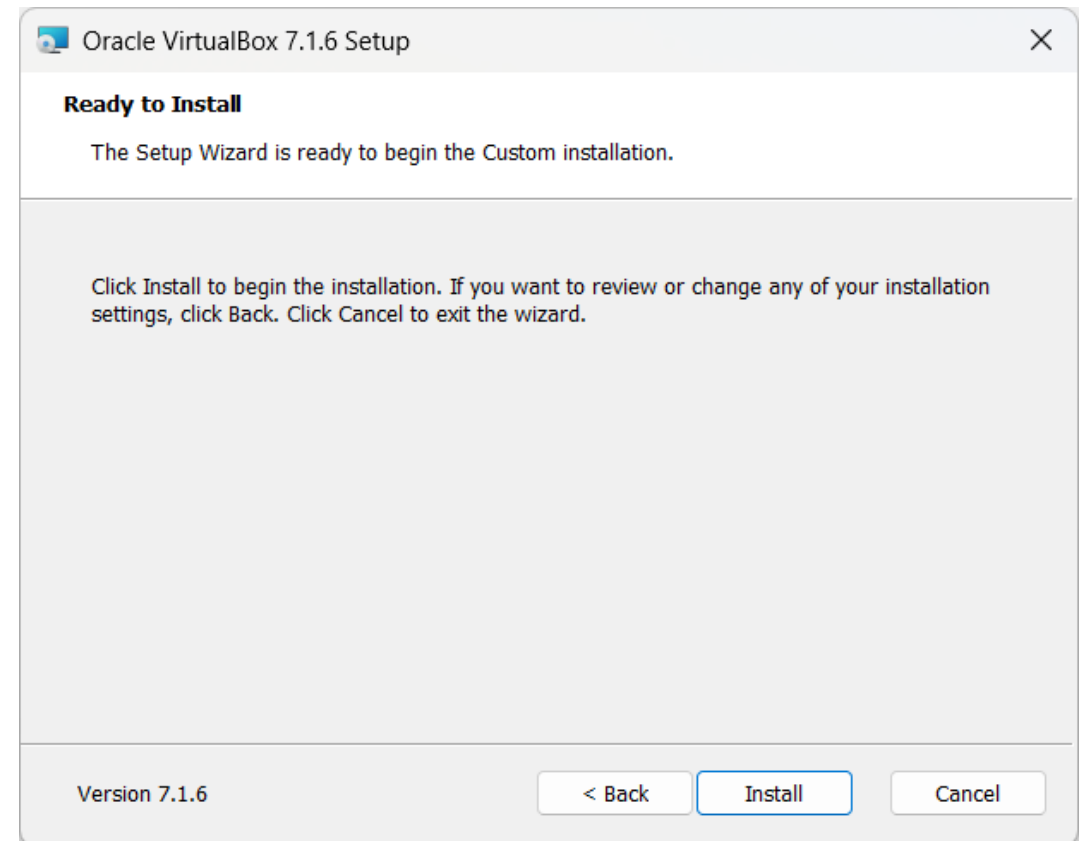 Oracle VirtualBox 7.1.6 Setup
Ready to Install
The Setup Wizard is ready to begin the Custom installation.
Click Install to begin the installation. If you want to review or change any of your installation
settings, click Back. Click Cancel to exit the wizard.
Version 7.1.6
< Back
Install
Cancel